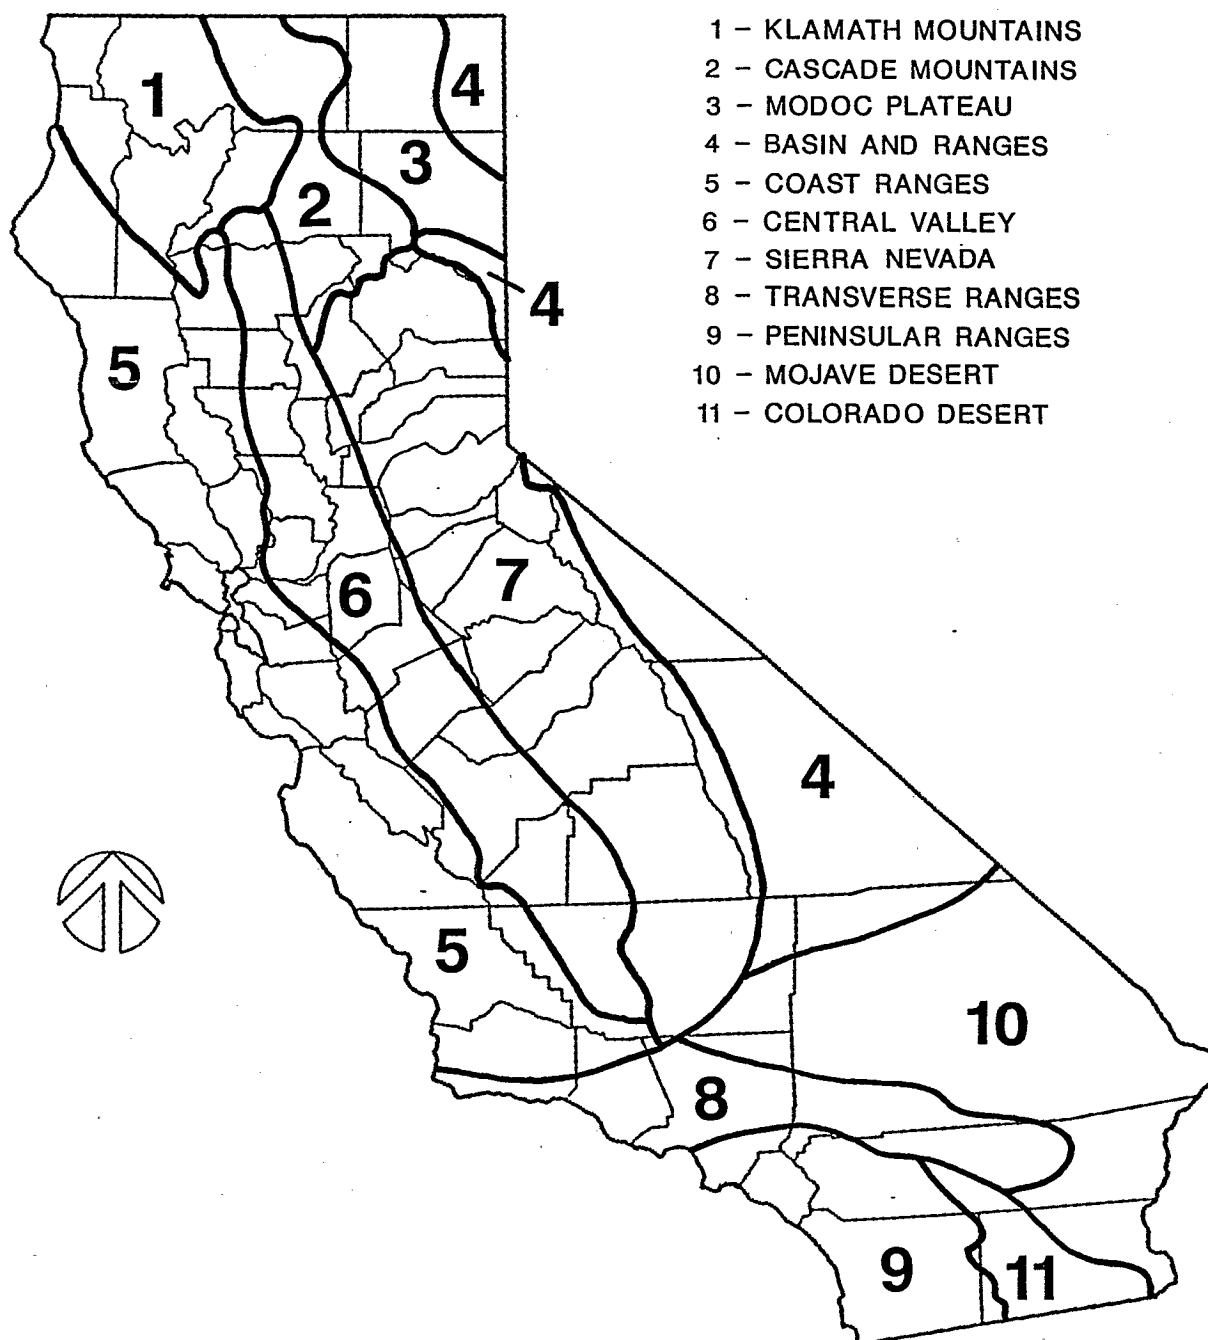 1 – KLAMATH MOUNTAINS
2 – CASCADE MOUNTAINS
3 – MODOC PLATEAU
4 – BASIN AND RANGES
5 – COAST RANGES
6 – CENTRAL VALLEY
7 – SIERRA NEVADA
8 – TRANSVERSE RANGES
9 – PENINSULAR RANGES
10 – MOJAVE DESERT
11 – COLORADO DESERT
1
4
3
2
4
5
7
6
4
5
10
8
9
11